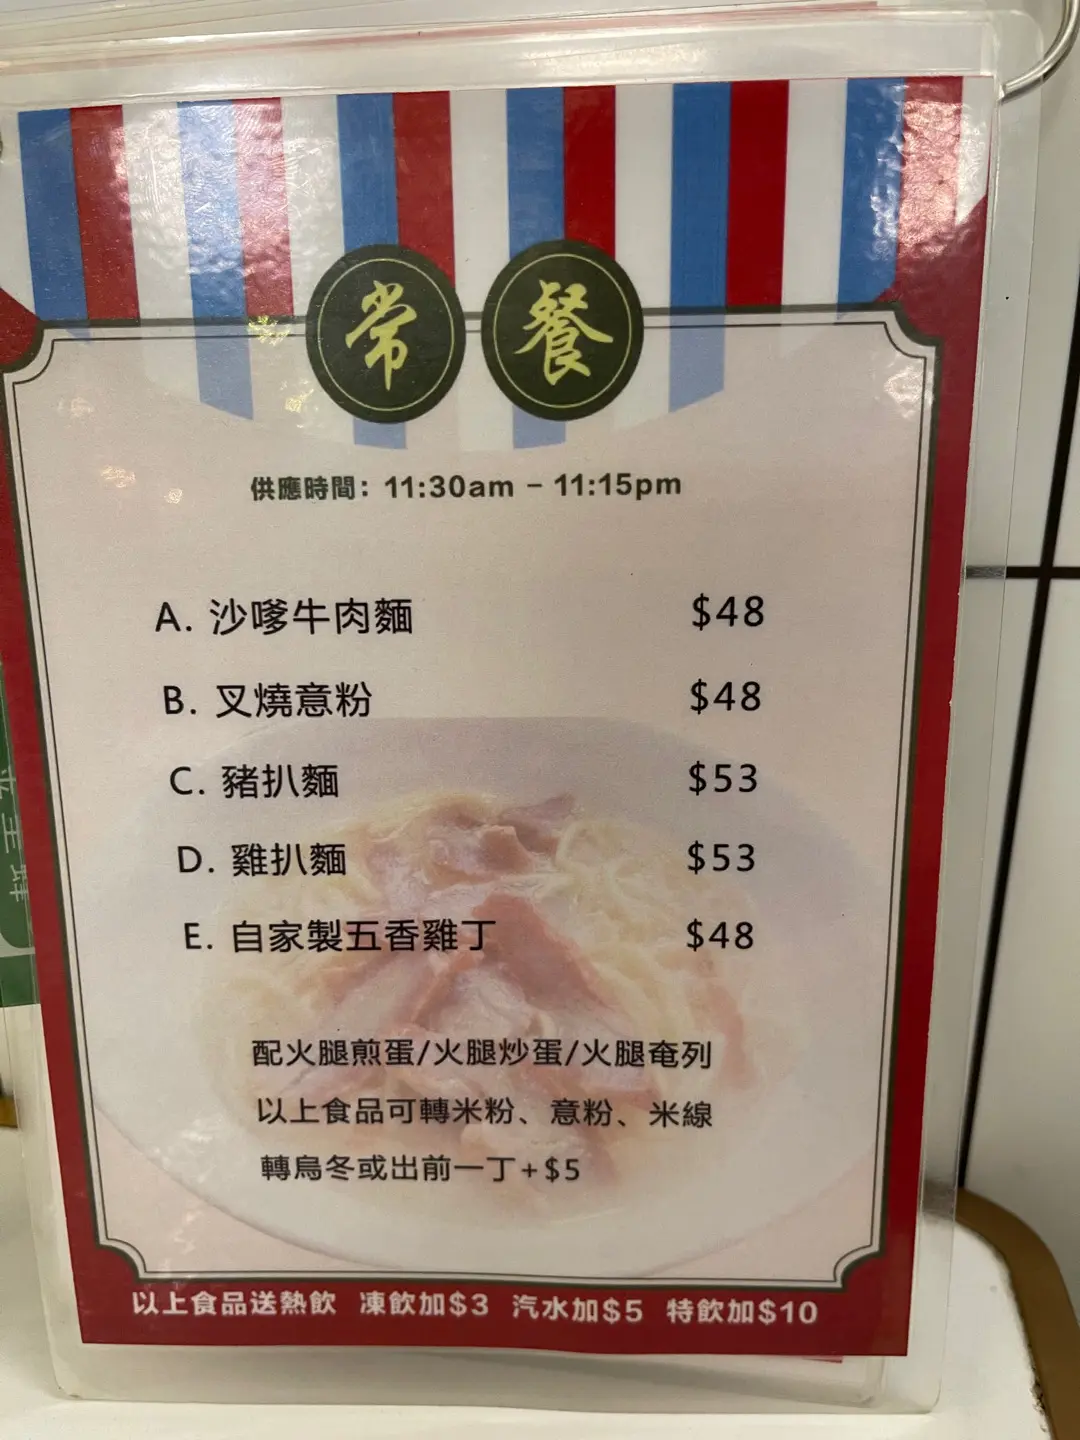 常餐
供應時間：11:30am – 11:15pm
A. 沙嗲牛肉麵 $48
B. 叉燒意粉 $48
C. 豬扒麵 $53
D. 雞扒麵 $53
E. 自家製五香雞丁 $48
配火腿煎蛋/火腿炒蛋/火腿奄列
以上食品可轉米粉、意粉、米線
轉烏冬或出前一丁+$5
以上食品送熱飲 凍飲加$3 汽水加$5 特飲加$10